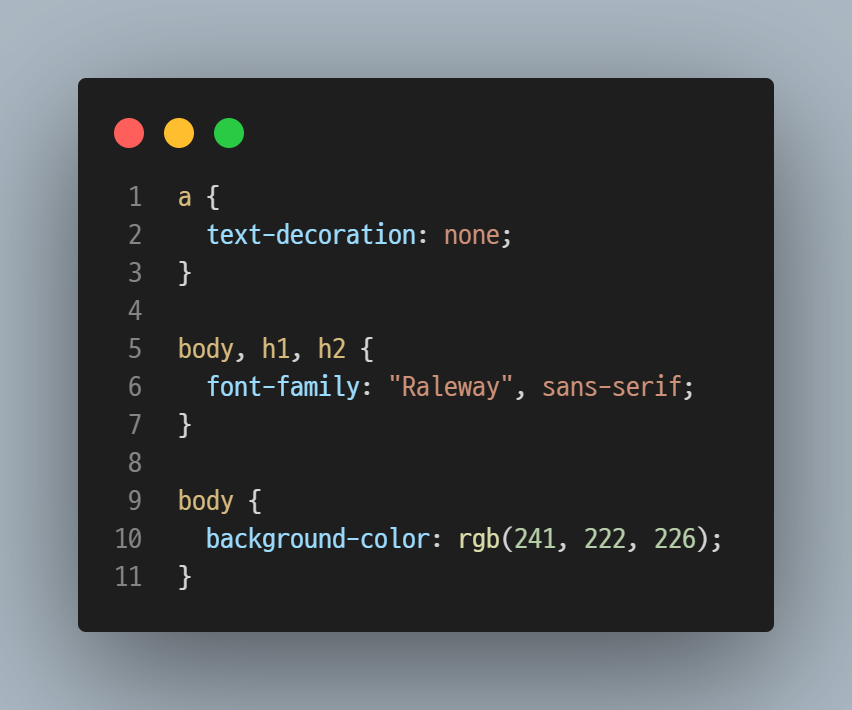 1 a {
2   text-decoration: none;
3 }
4
5 body, h1, h2 {
6   font-family: "Raleway", sans-serif;
7 }
8
9 body {
10   background-color: rgb(241, 222, 226);
11 }